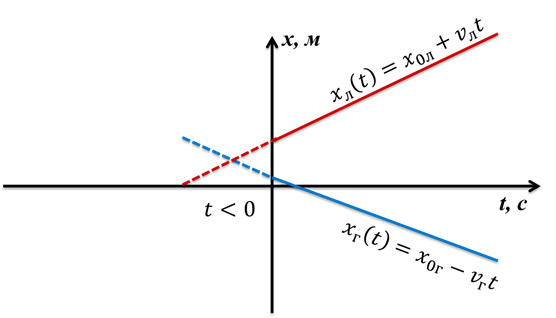 x, м
xл(t) = x0л + vлt
t, с
t < 0
xг(t) = x0г − vгt